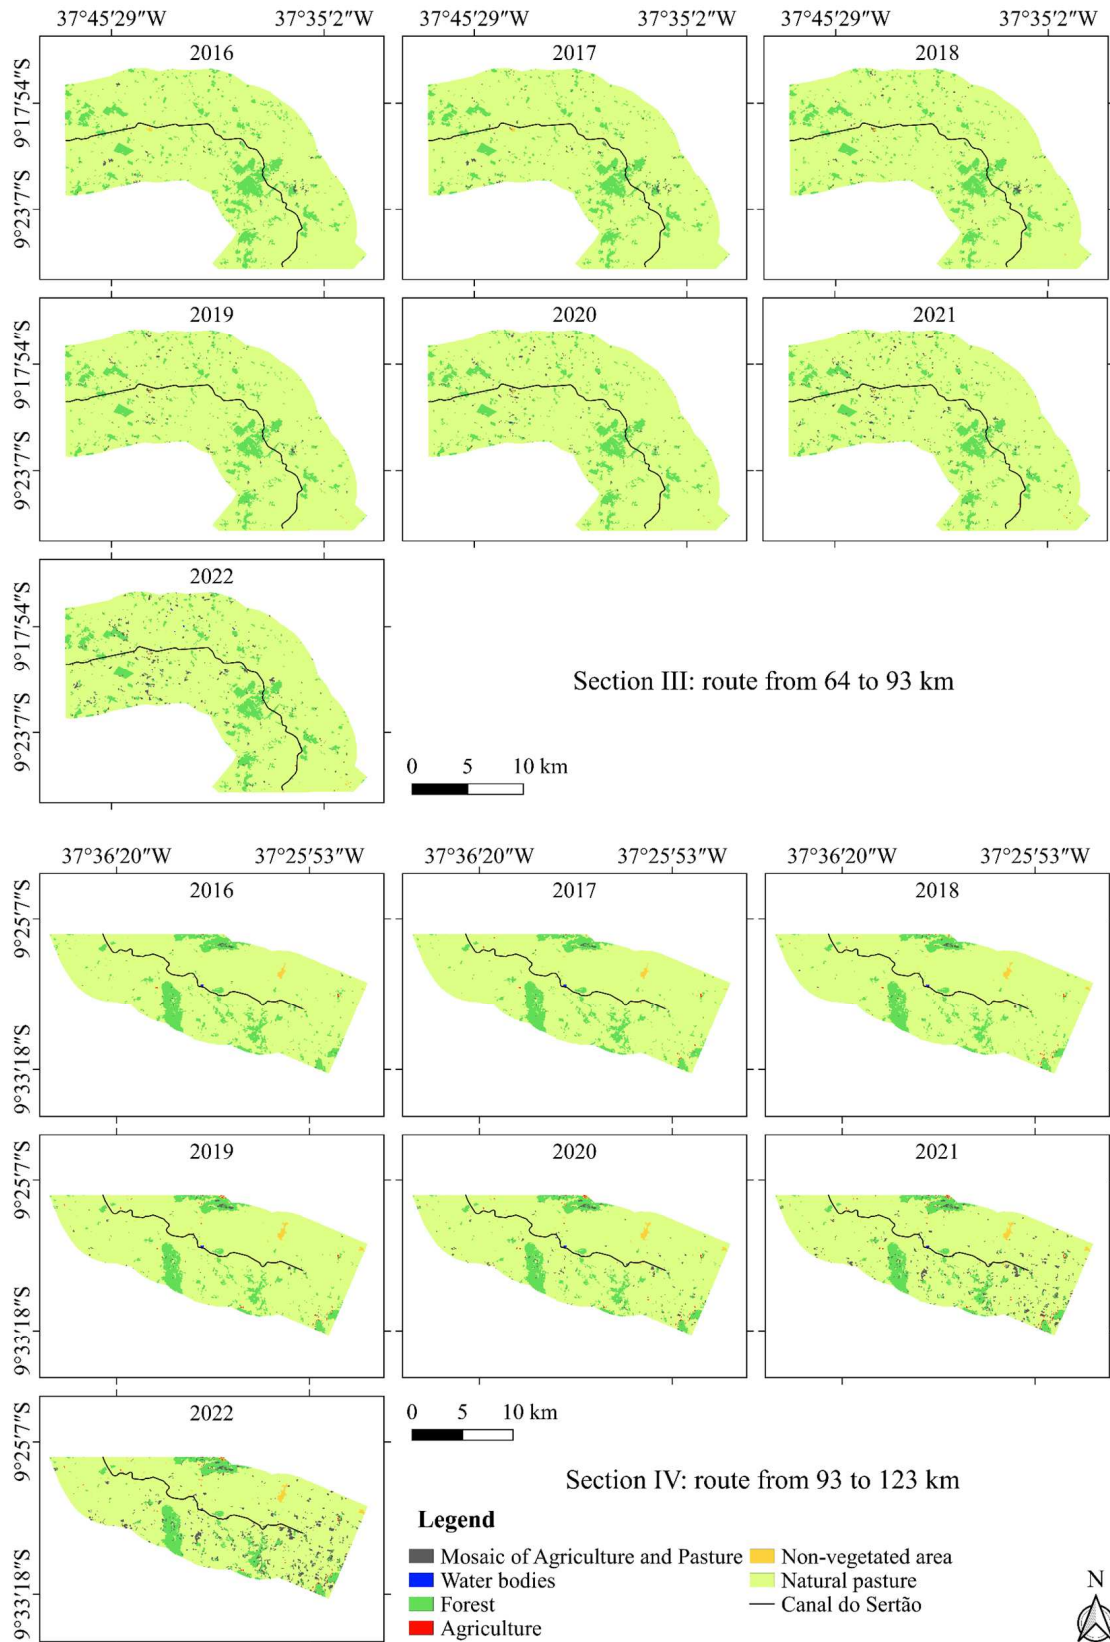 37°45′29″W 37°35′2″W 37°45′29″W 37°35′2″W 37°45′29″W 37°35′2″W
2016 2017 2018
9°17′54″S
9°23′7″S
2019 2020 2021
9°17′54″S
9°23′7″S
2022
9°17′54″S
9°23′7″S
Section III: route from 64 to 93 km
0 5 10 km
37°36′20″W 37°25′53″W 37°36′20″W 37°25′53″W 37°36′20″W 37°25′53″W
2016 2017 2018
9°25′7″S
9°33′18″S
2019 2020 2021
9°25′7″S
9°33′18″S
2022
9°25′7″S
9°33′18″S
0 5 10 km
Section IV: route from 93 to 123 km
Legend
Mosaic of Agriculture and Pasture
Water bodies
Forest
Agriculture
Non-vegetated area
Natural pasture
Canal do Sertão
N